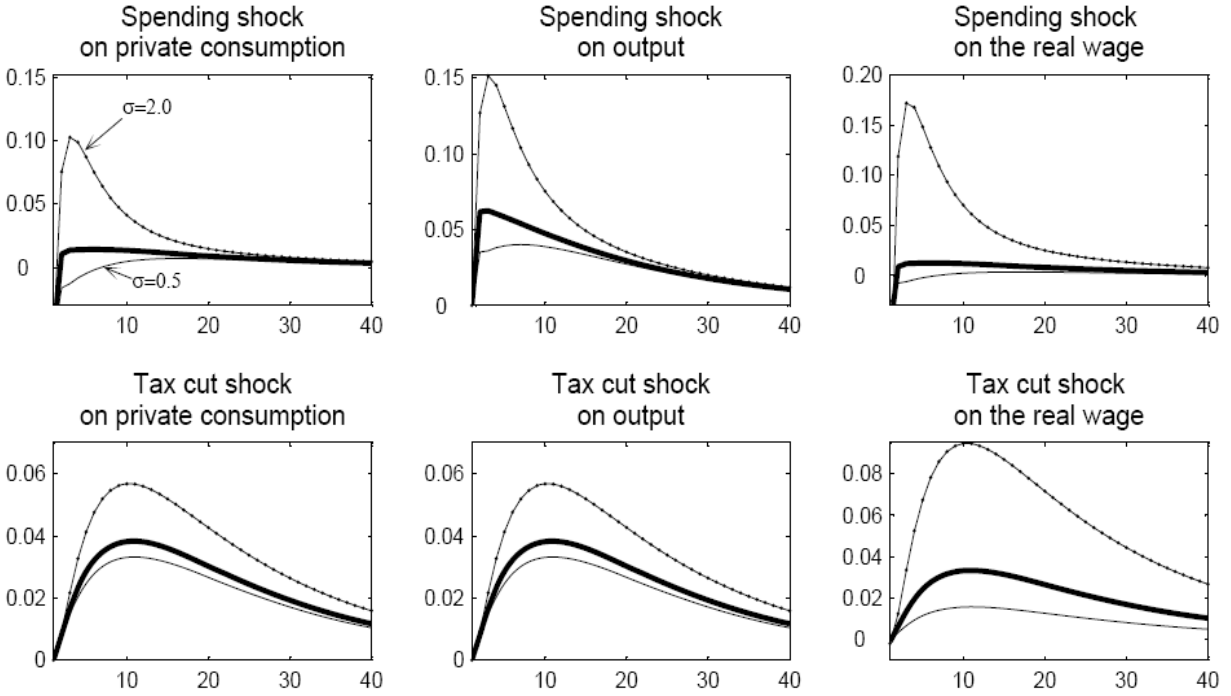 Spending shock
on private consumption
Spending shock
on output
Spending shock
on the real wage
0.15
0.10
0.05
0
σ=2.0
σ=0.5
10 20 30 40
0.15
0.10
0.05
0
10 20 30 40
0.20
0.15
0.10
0.05
0
10 20 30 40
Tax cut shock
on private consumption
Tax cut shock
on output
Tax cut shock
on the real wage
0.06
0.04
0.02
0
10 20 30 40
0.06
0.04
0.02
0
10 20 30 40
0.08
0.06
0.04
0.02
0
10 20 30 40